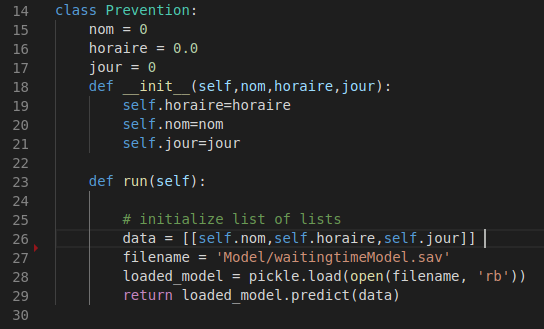 14 class Prevention:
15     nom = 0
16     horaire = 0.0
17     jour = 0
18     def __init__(self,nom,horaire,jour):
19         self.horaire=horaire
20         self.nom=nom
21         self.jour=jour
22
23     def run(self):
24
25         # initialize list of lists
26         data = [[self.nom,self.horaire,self.jour]]
27         filename = 'Model/waitingtimeModel.sav'
28         loaded_model = pickle.load(open(filename, 'rb'))
29         return loaded_model.predict(data)
30